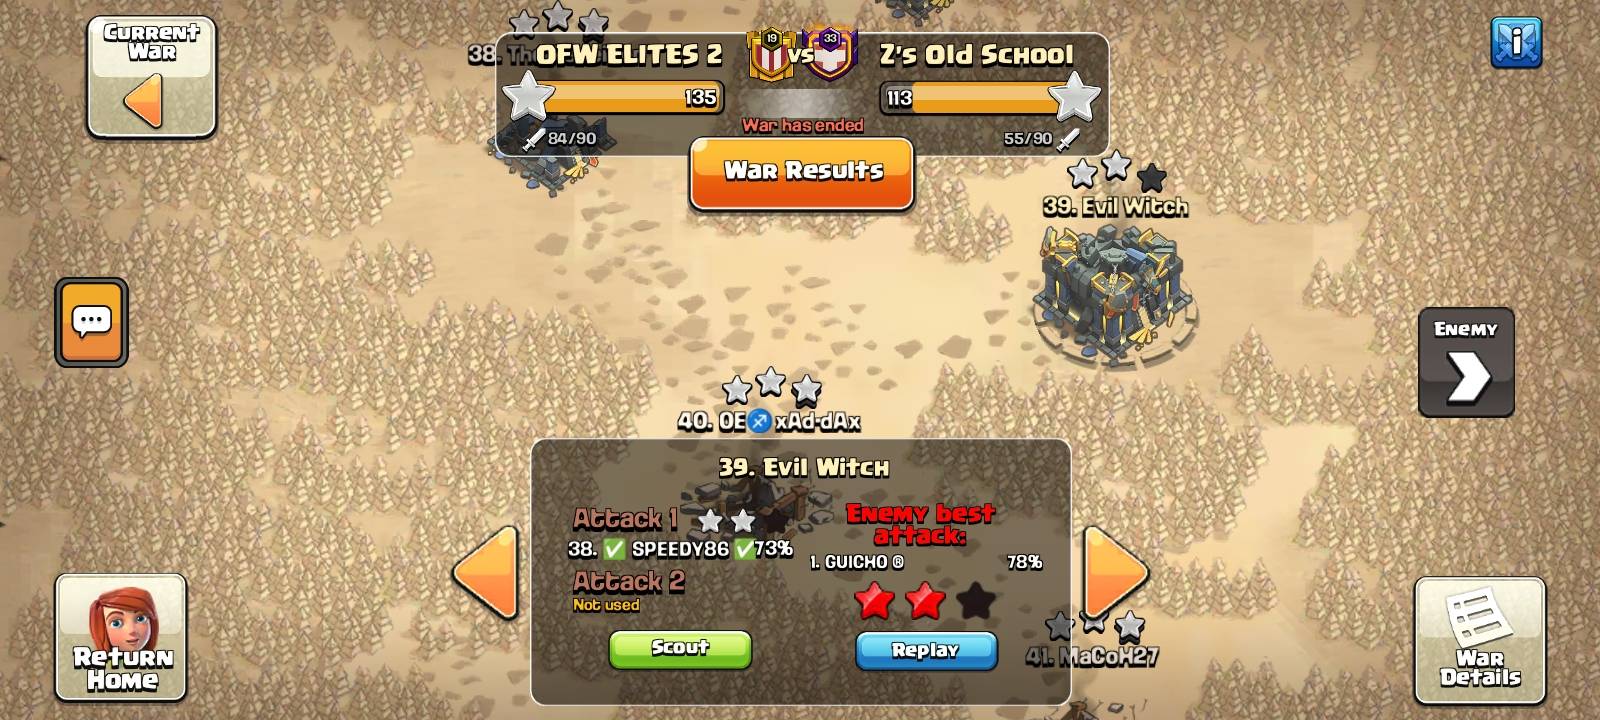 Current
War
38. Th
OFW ELITES 2
19
VS
33
Z's Old School
135
113
War has ended
84/90
55/90
War Results
39. Evil Witch
Enemy
40. OE♐xAd-dAx
39. Evil Witch
Attack 1
38. ✅ SPEEDY86 ✅73%
Attack 2
Not used
Scout
Enemy best
attack:
1. GUICHO ® 78%
Replay
41. MaCoH27
Return
Home
War
Details